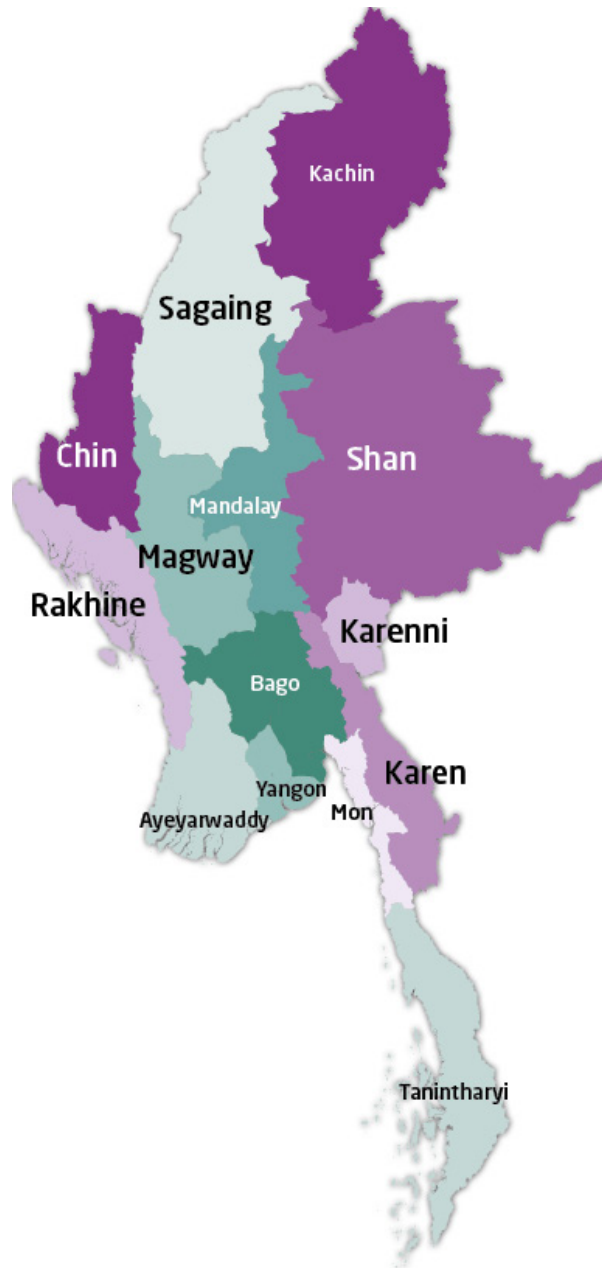 Kachin
Sagaing
Chin
Shan
Mandalay
Magway
Rakhine
Karenni
Bago
Karen
Yangon
Mon
Ayeyarwaddy
Tanintharyi